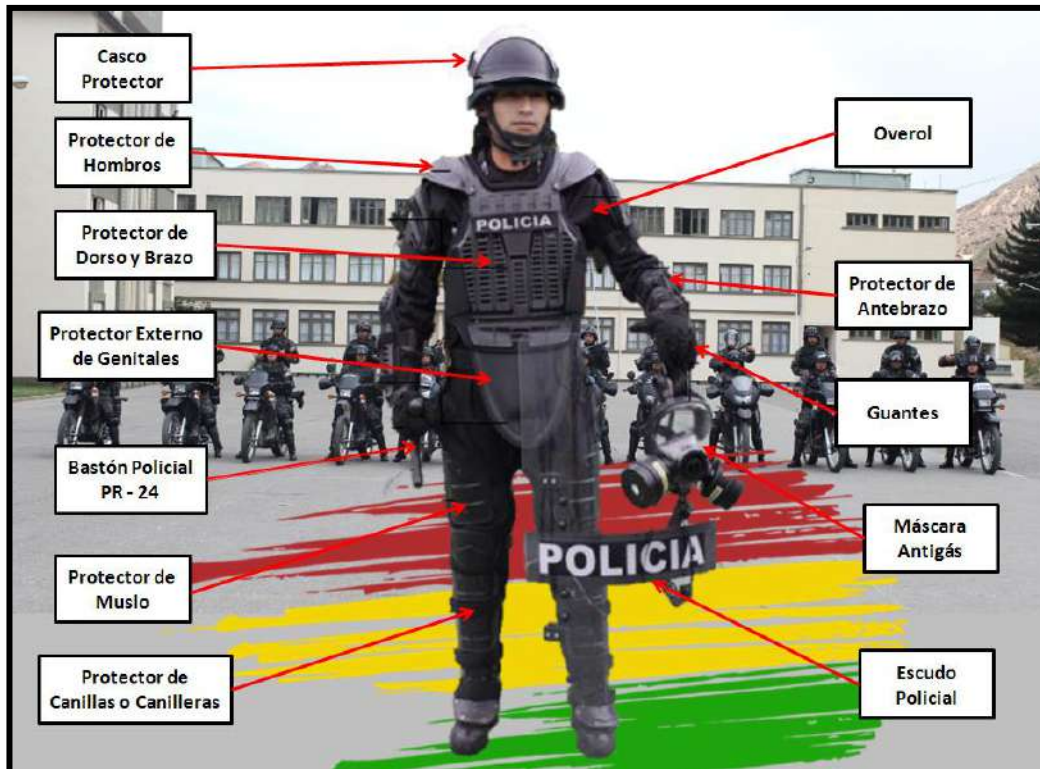 Casco
Protector
Protector de
Hombros
Protector de
Dorso y Brazo
Protector Externo
de Genitales
Bastón Policial
PR - 24
Protector de
Muslo
Protector de
Canillas o Canilleras
POLICIA
POLICIA
Overol
Protector de
Antebrazo
Guantes
Máscara
Antigás
Escudo
Policial